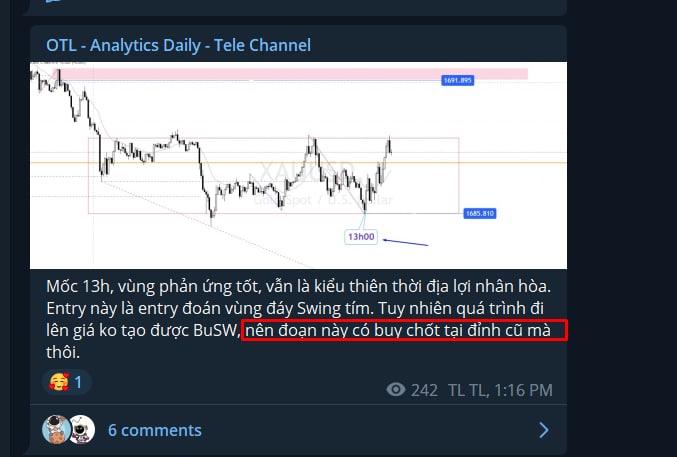 OTL - Analytics Daily - Tele Channel
1691.895
XAUUSD
Gold Spot / U.S. Dollar
1685.810
13h00
Mốc 13h, vùng phản ứng tốt, vẫn là kiểu thiên thời địa lợi nhân hòa.
Entry này là entry đoán vùng đáy Swing tím. Tuy nhiên quá trình đi
lên giá ko tạo được BuSW, nên đoạn này có buy chốt tại đỉnh cũ mà
thôi.
1
242 TL TL, 1:16 PM
6 comments